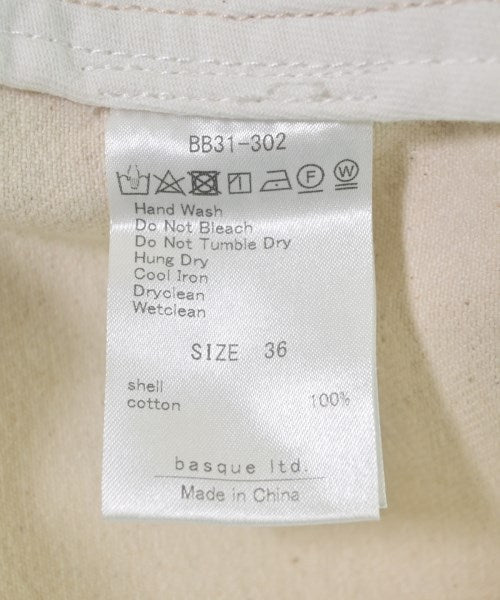 BB31-302
F W
Hand Wash
Do Not Bleach
Do Not Tumble Dry
Hung Dry
Cool Iron
Dryclean
Wetclean
SIZE 36
shell
cotton 100%
basque ltd.
Made in China